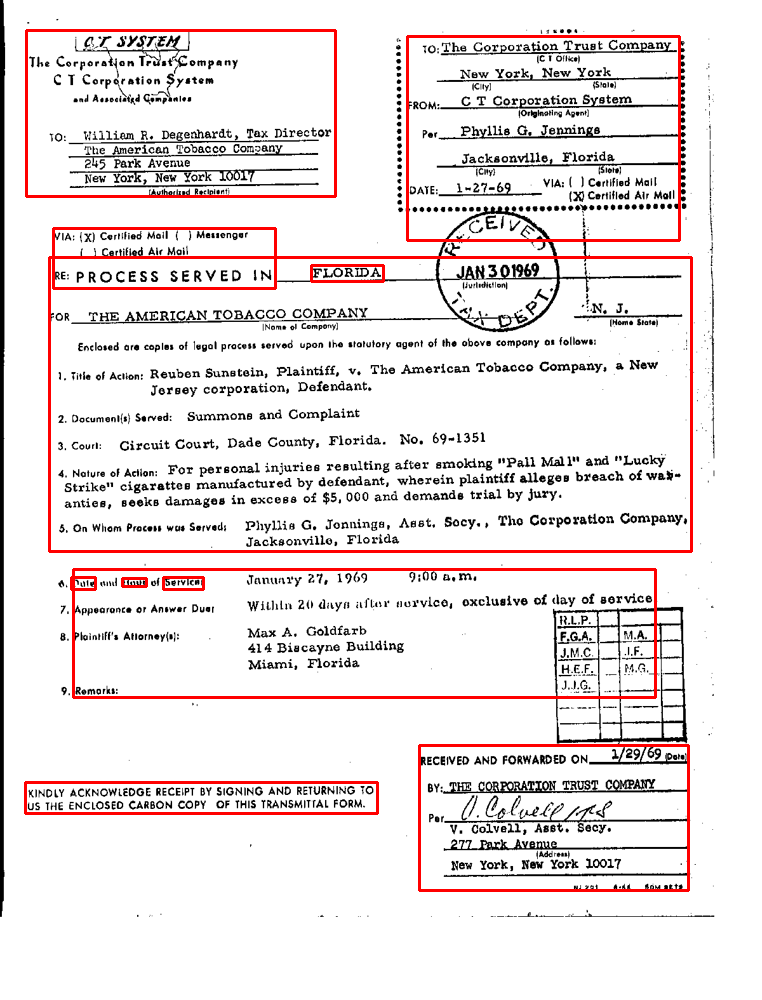 C T SYSTEM
The Corporation Trust Company
C T Corporation System
and Associated Companies
TO: William R. Degenhardt, Tax Director
The American Tobacco Company
245 Park Avenue
New York, New York 10017
(Authorized Recipient)
TO: The Corporation Trust Company
(C T Office)
New York, New York
(City) (State)
FROM: C T Corporation System
(Originating Agent)
Per Phyllis G. Jennings
Jacksonville, Florida
(City) (State)
DATE: 1-27-69 VIA: ( ) Certified Mail
(X) Certified Air Mail
VIA: (X) Certified Mail ( ) Messenger
( ) Certified Air Mail
RECEIVED
JAN 30 1969
TAX DEPT.
RE: PROCESS SERVED IN FLORIDA
(Jurisdiction)
FOR THE AMERICAN TOBACCO COMPANY N. J.
(Name of Company) (Home State)
Enclosed are copies of legal process served upon the statutory agent of the above company as follows:
1. Title of Action: Reuben Sunstein, Plaintiff, v. The American Tobacco Company, a New
Jersey corporation, Defendant.
2. Document(s) Served: Summons and Complaint
3. Court: Circuit Court, Dade County, Florida. No. 69-1351
4. Nature of Action: For personal injuries resulting after smoking "Pall Mall" and "Lucky
Strike" cigarattes manufactured by defendant, wherein plaintiff alleges breach of war-
anties, seeks damages in excess of $5,000 and demands trial by jury.
5. On Whom Process was Served: Phyllis G. Jonnings, Asst. Secy., The Corporation Company,
Jacksonville, Florida
6. Date and Hour of Service: January 27, 1969 9:00 a.m.
7. Appearance or Answer Due: Within 20 days after service, exclusive of day of service
8. Plaintiff's Attorney(s): Max A. Goldfarb
414 Biscayne Building
Miami, Florida
9. Remarks:
R.L.P.
F.G.A. M.A.
J.M.C. J.F.
H.E.F. M.G.
J.J.G.
RECEIVED AND FORWARDED ON 1/29/69 (Date)
BY: THE CORPORATION TRUST COMPANY
Per V. Colvell
V. Colvell, Asst. Secy.
277 Park Avenue
(Address)
New York, New York 10017
KINDLY ACKNOWLEDGE RECEIPT BY SIGNING AND RETURNING TO
US THE ENCLOSED CARBON COPY OF THIS TRANSMITTAL FORM.